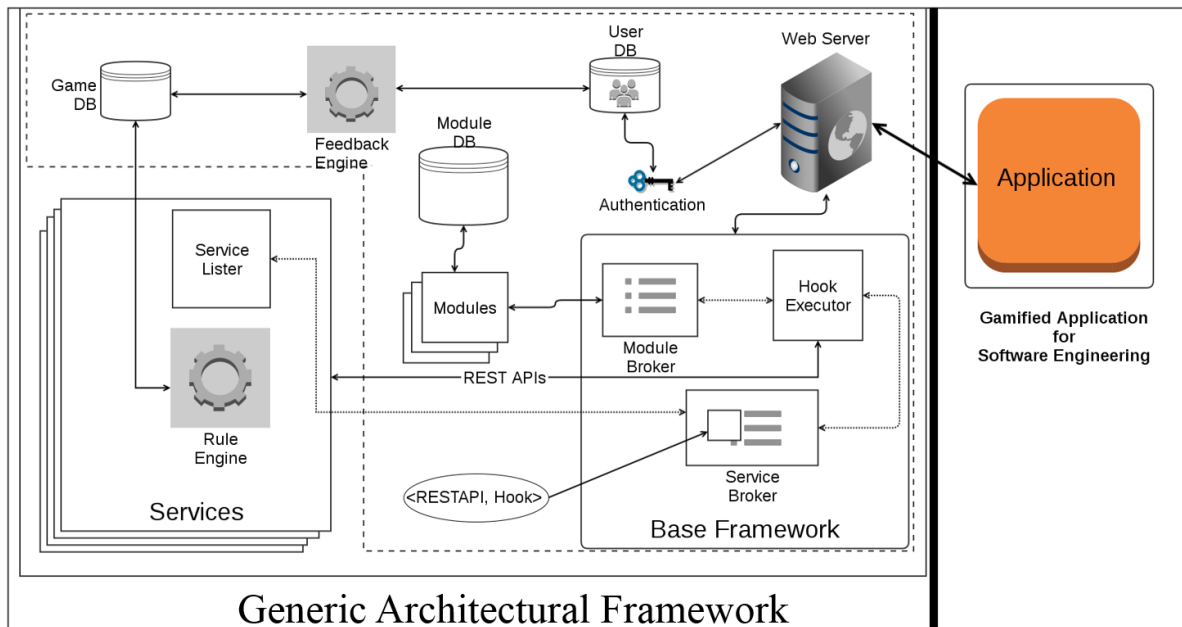 User
DB
Web Server
Game
DB
Feedback
Engine
Module
DB
Authentication
Application
Service
Lister
Modules
Hook
Executor
Module
Broker
Gamified Application
for
Software Engineering
REST APIs
Rule
Engine
<RESTAPI, Hook>
Service
Broker
Services
Base Framework
Generic Architectural Framework